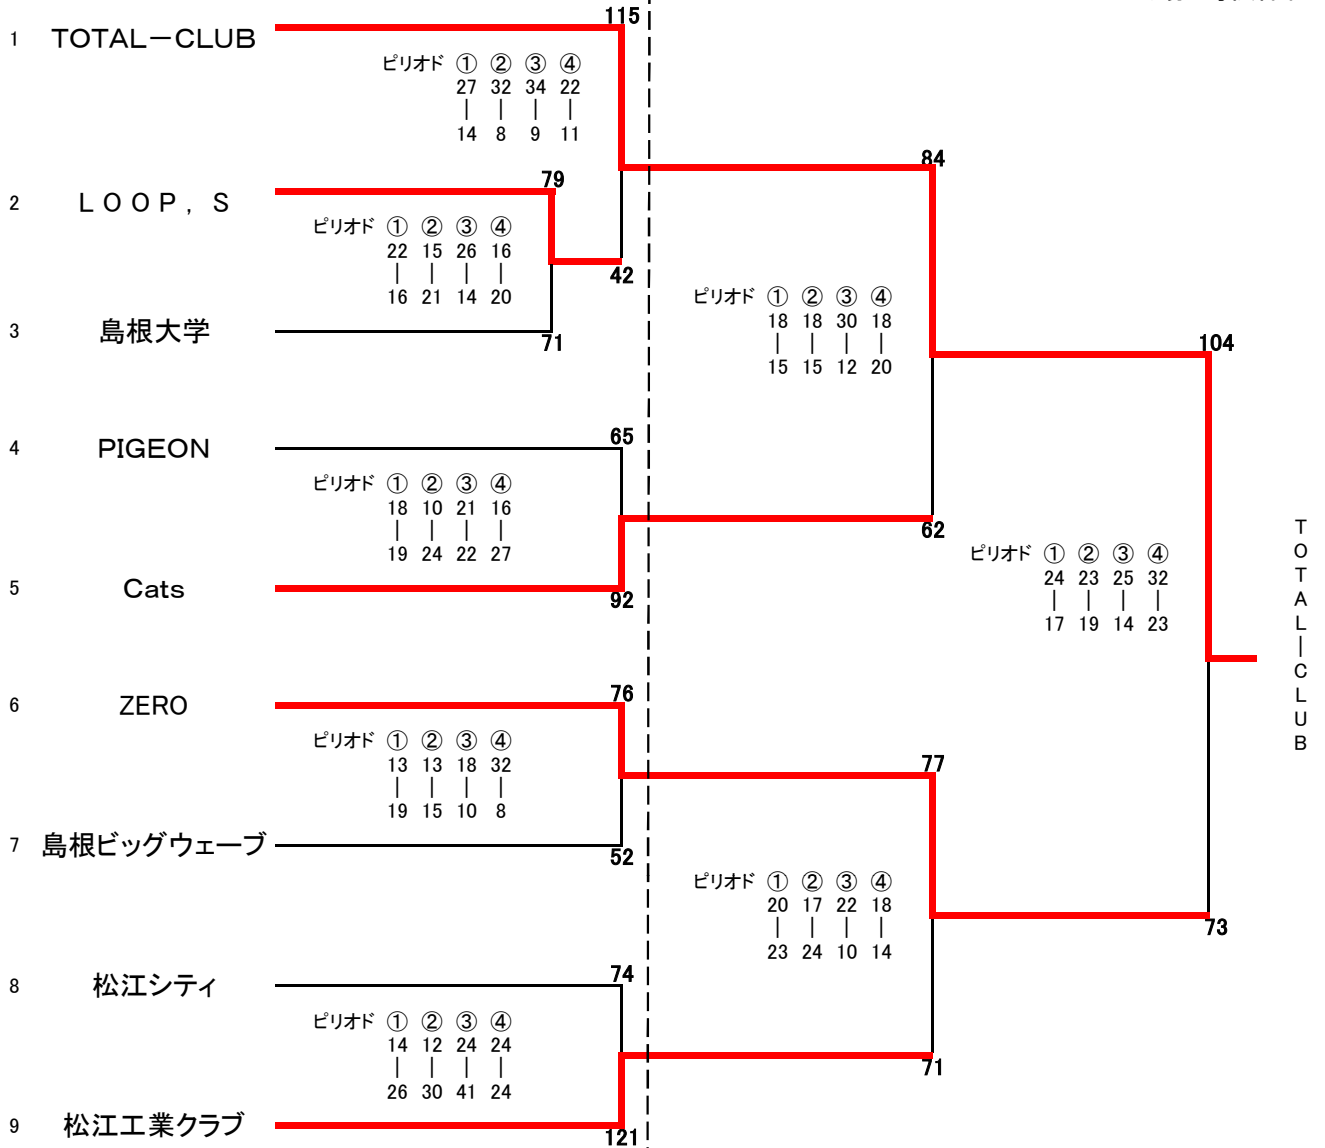 115
1 TOTAL－CLUB
ピリオド ① ② ③ ④
27 32 34 22
| | | |
14 8 9 11
84
79
2 ＬＯＯＰ，Ｓ
ピリオド ① ② ③ ④
22 15 26 16
| | | |
16 21 14 20
42
ピリオド ① ② ③ ④
18 18 30 18
| | | |
15 15 12 20
3 島根大学
71
104
4 PIGEON
65
ピリオド ① ② ③ ④
18 10 21 16
| | | |
19 24 22 27
62
ピリオド ① ② ③ ④
24 23 25 32
| | | |
17 19 14 23
5 Cats
92
TOTAL｜CLUB
6 ZERO
76
ピリオド ① ② ③ ④
13 13 18 32
| | | |
19 15 10 8
77
7 島根ビッグウェーブ
52
ピリオド ① ② ③ ④
20 17 22 18
| | | |
23 24 10 14
73
8 松江シティ
74
ピリオド ① ② ③ ④
14 12 24 24
| | | |
26 30 41 24
71
9 松江工業クラブ
121